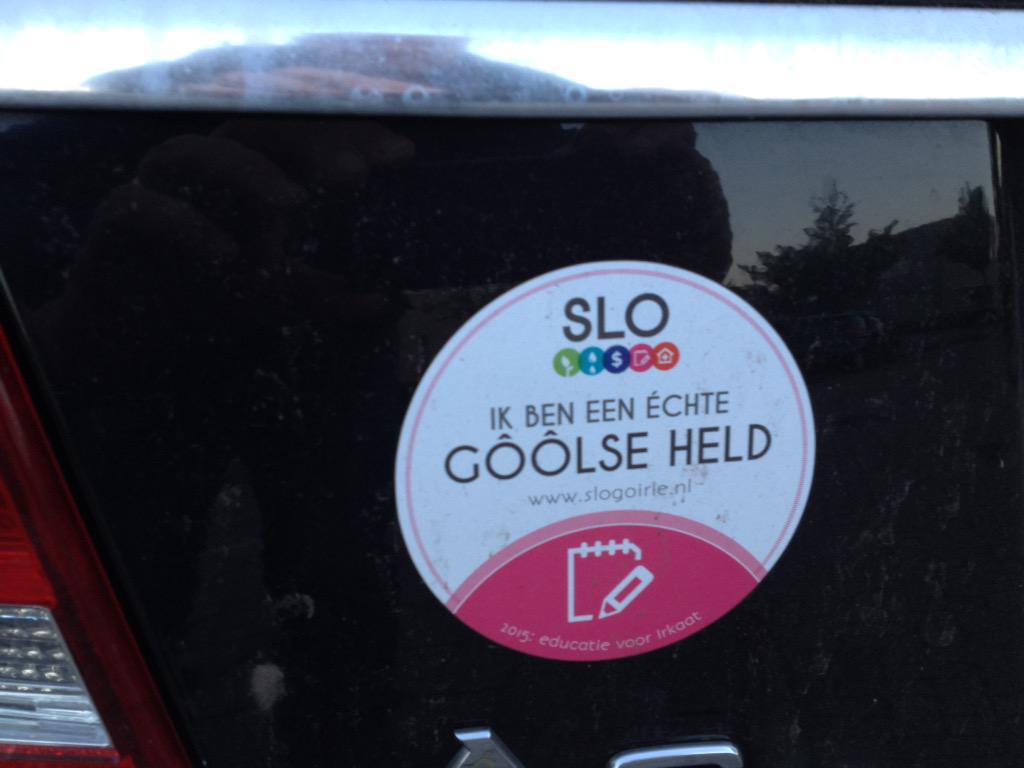 SLO
IK BEN EEN ÉCHTE
GÔÔLSE HELD
www.slogoirle.nl
2015: educatie voor Irkaat